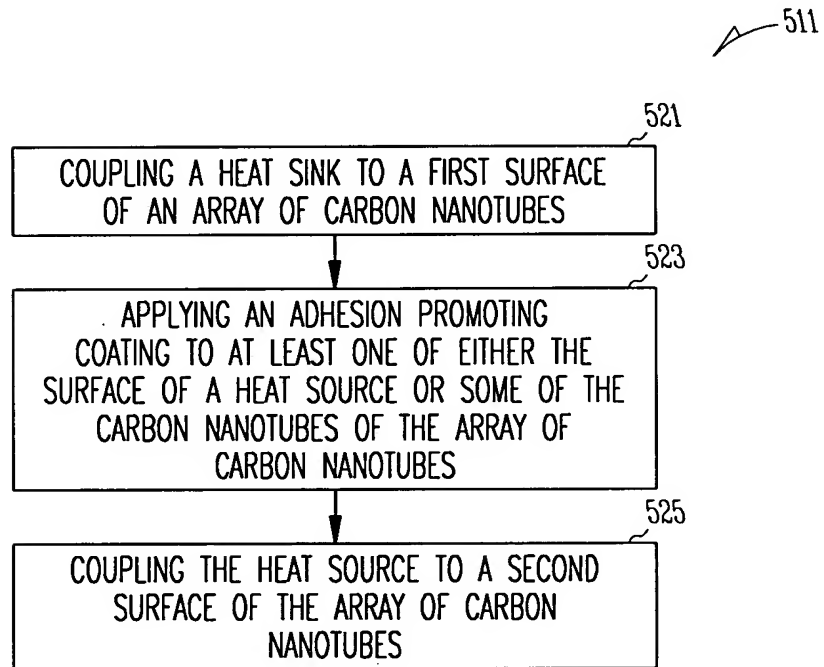 511
521
COUPLING A HEAT SINK TO A FIRST SURFACE
OF AN ARRAY OF CARBON NANOTUBES
523
APPLYING AN ADHESION PROMOTING
COATING TO AT LEAST ONE OF EITHER THE
SURFACE OF A HEAT SOURCE OR SOME OF THE
CARBON NANOTUBES OF THE ARRAY OF
CARBON NANOTUBES
525
COUPLING THE HEAT SOURCE TO A SECOND
SURFACE OF THE ARRAY OF CARBON
NANOTUBES